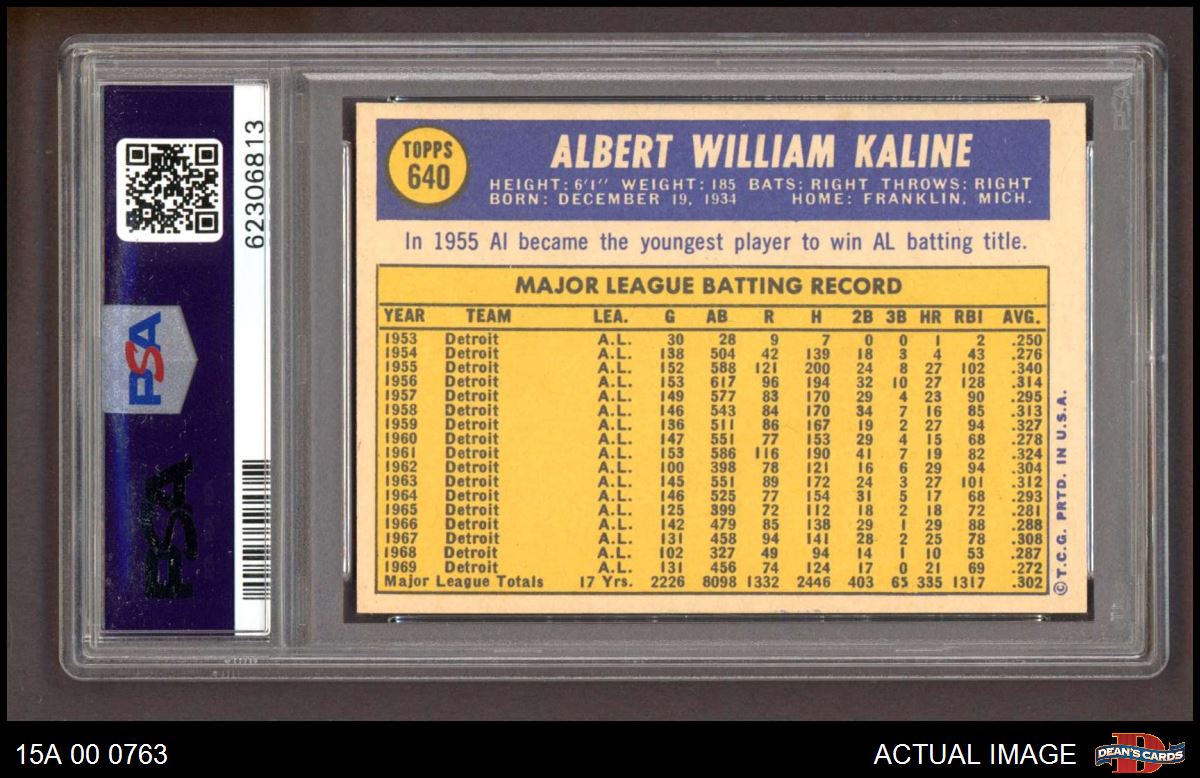 62306813
PSA
PSA
TOPPS
640
ALBERT WILLIAM KALINE
HEIGHT: 6'1" WEIGHT: 185 BATS: RIGHT THROWS: RIGHT
BORN: DECEMBER 19, 1934 HOME: FRANKLIN, MICH.
In 1955 Al became the youngest player to win AL batting title.
MAJOR LEAGUE BATTING RECORD
YEAR TEAM LEA. G AB R H 2B 3B HR RBI AVG.
1953 Detroit A.L. 30 28 9 7 0 0 1 2 .250
1954 Detroit A.L. 138 504 42 139 18 3 4 43 .276
1955 Detroit A.L. 152 588 121 200 24 8 27 102 .340
1956 Detroit A.L. 153 617 96 194 32 10 27 128 .314
1957 Detroit A.L. 149 577 83 170 29 4 23 90 .295
1958 Detroit A.L. 146 543 84 170 34 7 16 85 .313
1959 Detroit A.L. 136 511 86 167 19 2 27 94 .327
1960 Detroit A.L. 147 551 77 153 29 4 15 68 .278
1961 Detroit A.L. 153 586 116 190 41 7 19 82 .324
1962 Detroit A.L. 100 398 78 121 16 6 29 94 .304
1963 Detroit A.L. 145 551 89 172 24 3 27 101 .312
1964 Detroit A.L. 146 525 77 154 31 5 17 68 .293
1965 Detroit A.L. 125 399 72 112 18 2 18 72 .281
1966 Detroit A.L. 142 479 85 138 29 1 29 88 .288
1967 Detroit A.L. 131 458 94 141 28 2 25 78 .308
1968 Detroit A.L. 102 327 49 94 14 1 10 53 .287
1969 Detroit A.L. 131 456 74 124 17 0 21 69 .272
Major League Totals 17 Yrs. 2226 8098 1332 2446 403 65 335 1317 .302
©T.C.G. PRTD. IN U.S.A.
PSA
15A 00 0763
ACTUAL IMAGE
DEAN'S CARDS